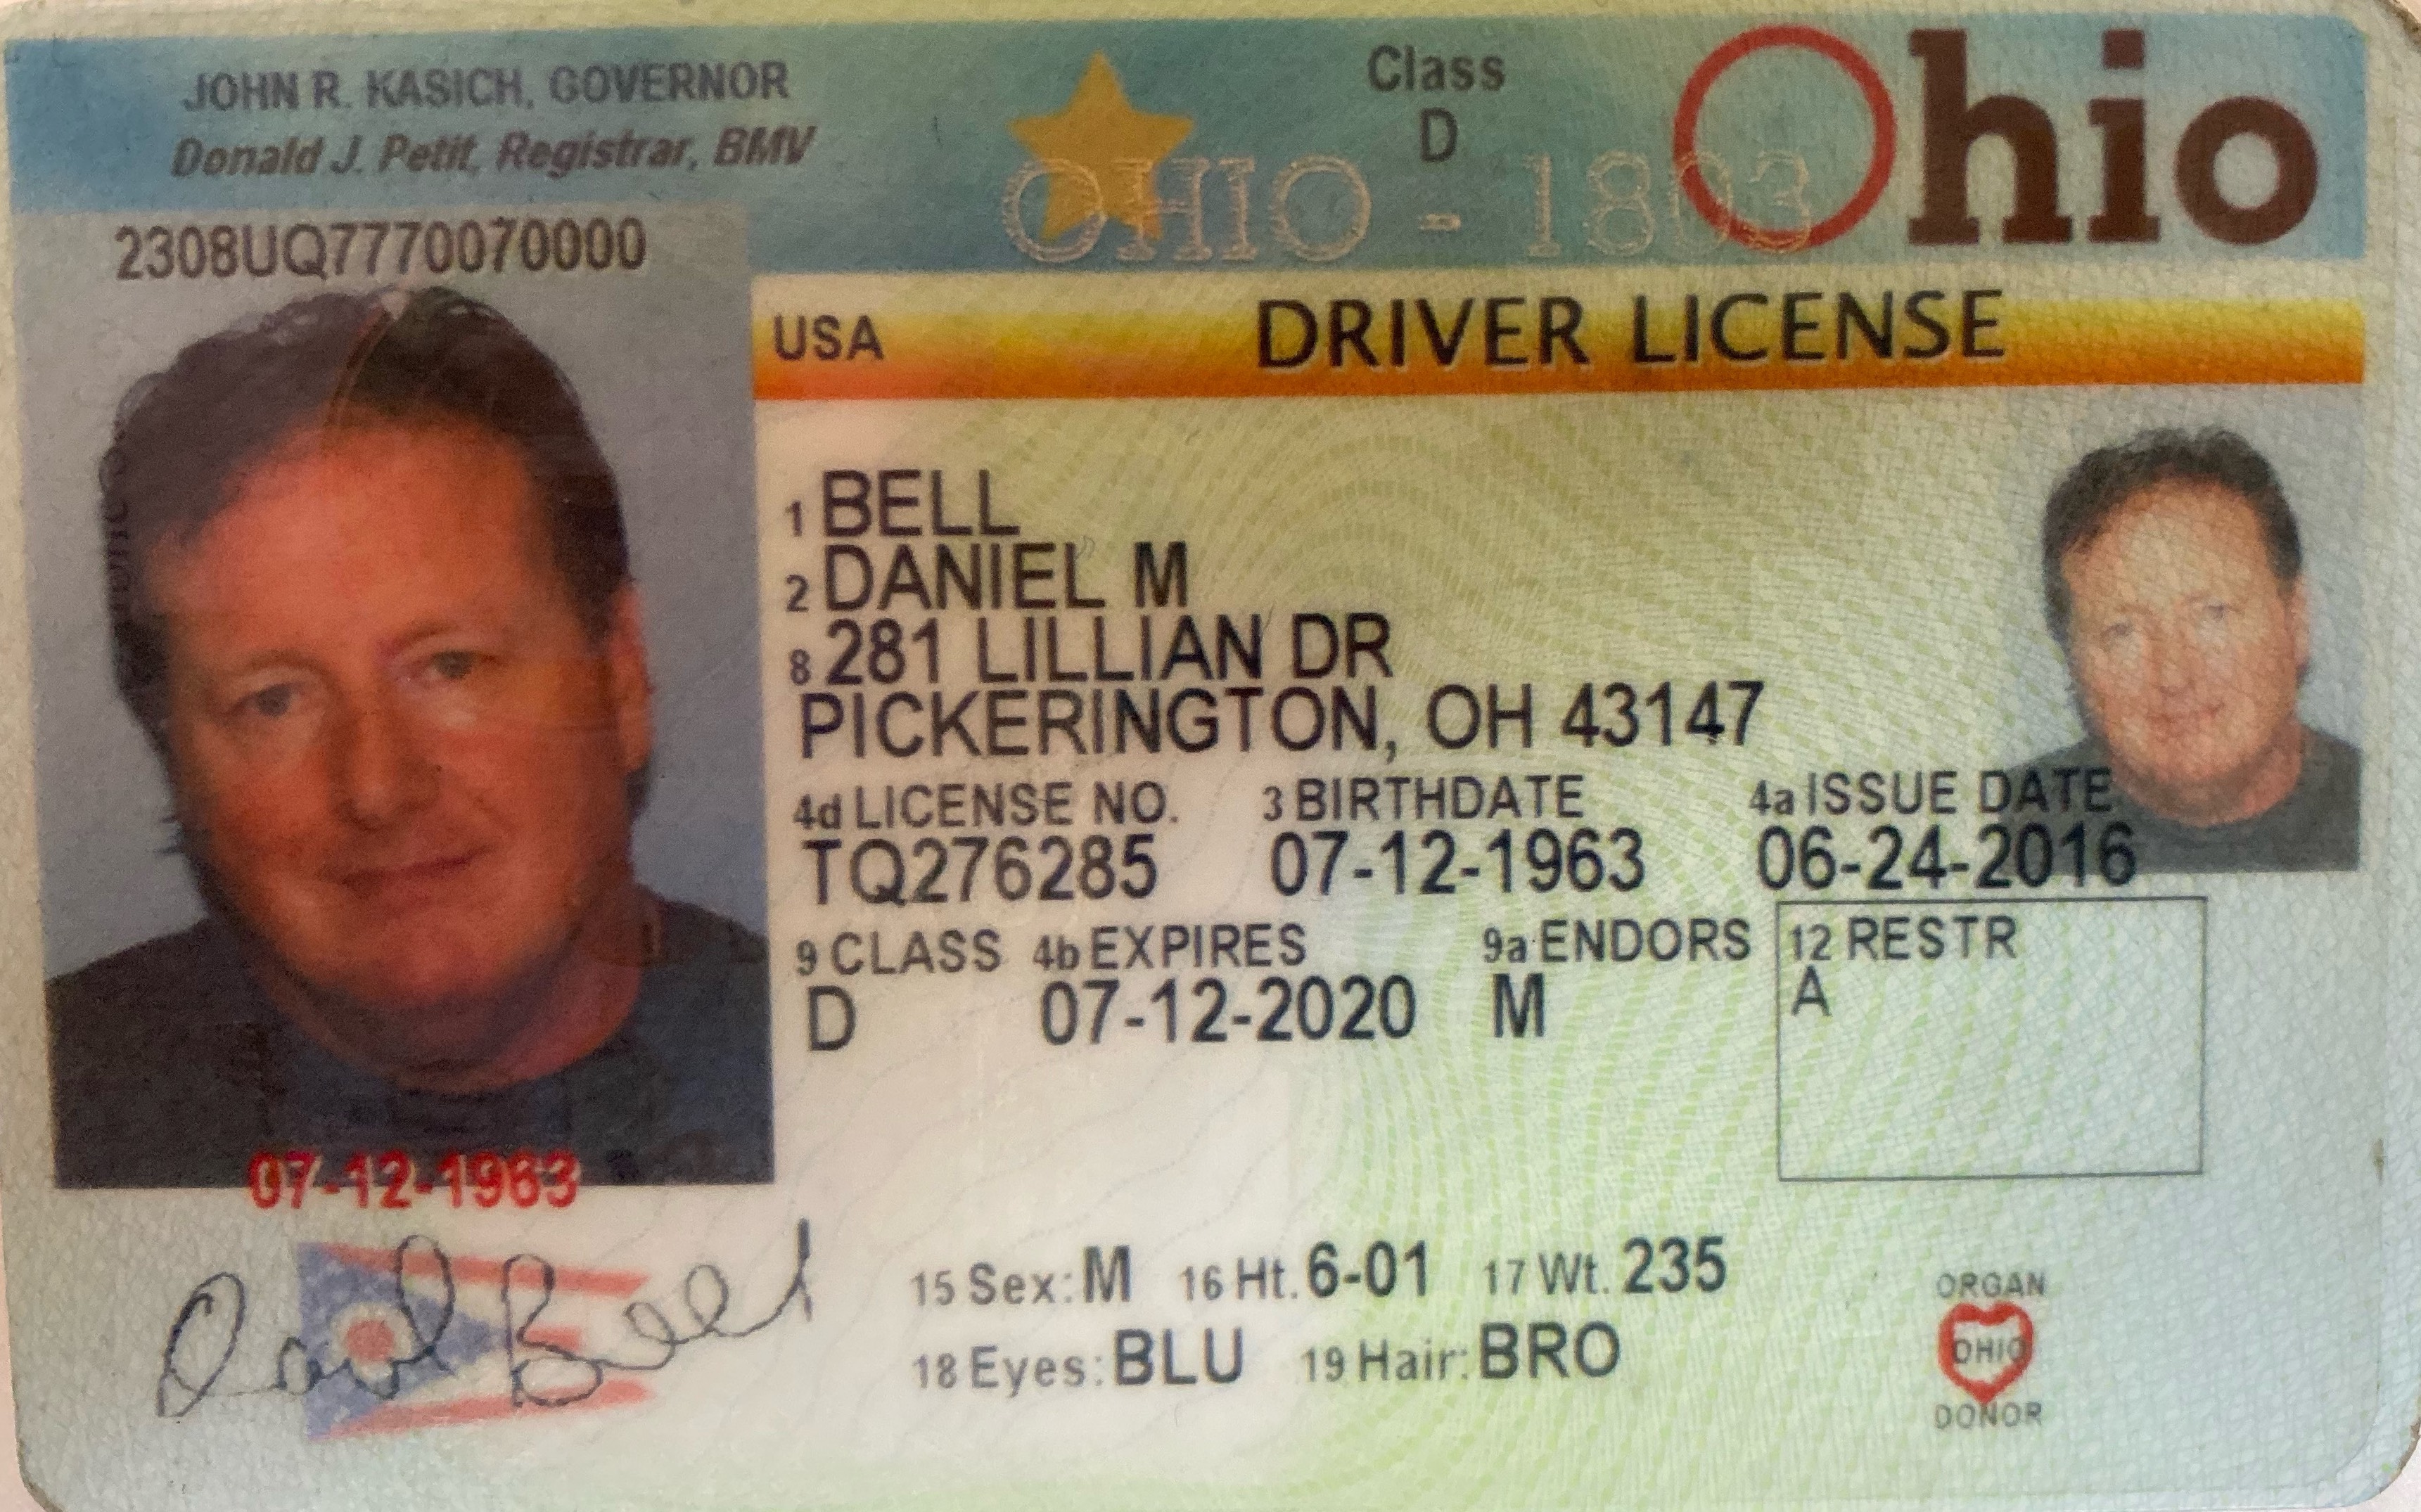 JOHN R. KASICH, GOVERNOR
Donald J. Petit, Registrar, BMV
Class
D
Ohio
OHIO - 1803
2308UQ7770070000
USA
DRIVER LICENSE
1 BELL
2 DANIEL M
8 281 LILLIAN DR
PICKERINGTON, OH 43147
4d LICENSE NO. 3 BIRTHDATE 4a ISSUE DATE
TQ276285 07-12-1963 06-24-2016
9 CLASS 4b EXPIRES 9a ENDORS 12 RESTR
D 07-12-2020 M A
07-12-1963
15 Sex: M 16 Ht. 6-01 17 Wt. 235
18 Eyes: BLU 19 Hair: BRO
ORGAN
OHIO
DONOR